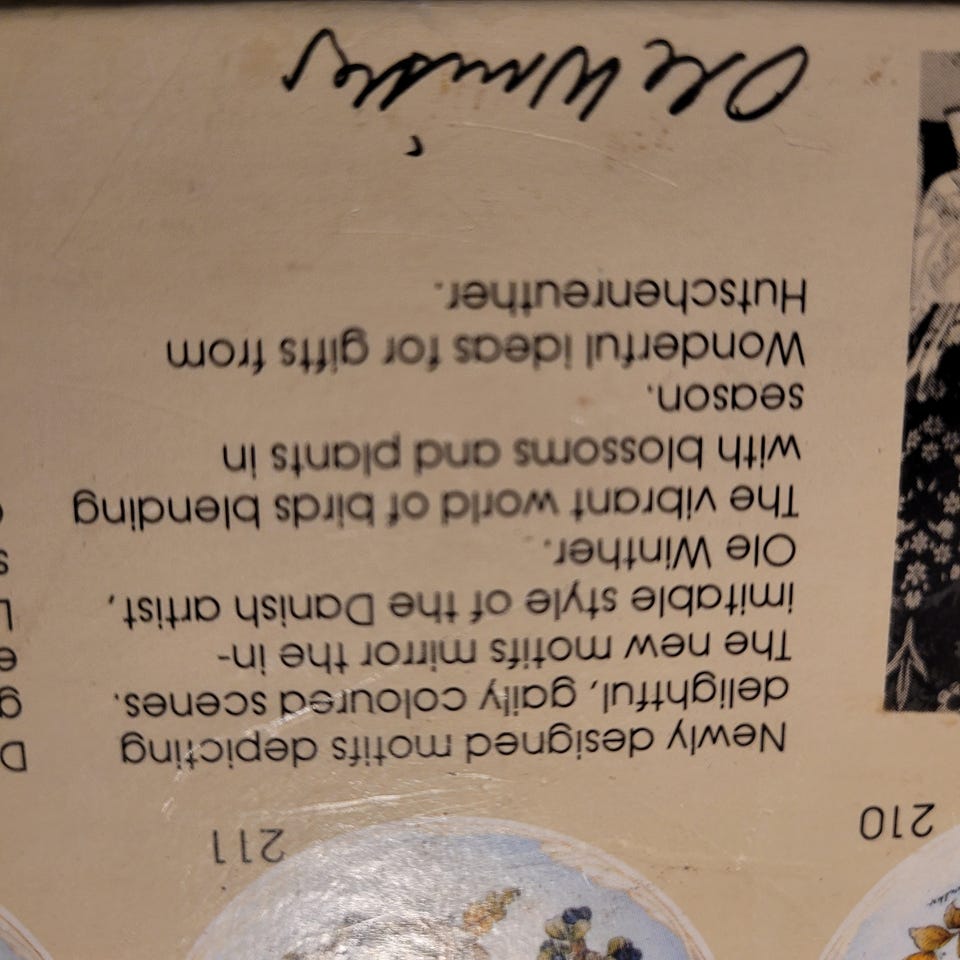 210
211
Newly designed motifs depicting
delightful, gaily coloured scenes.
The new motifs mirror the in-
imitable style of the Danish artist,
Ole Winther.
The vibrant world of birds blending
with blossoms and plants in
season.
Wonderful ideas for gifts from
Hutschenreuther.
Ole Winther